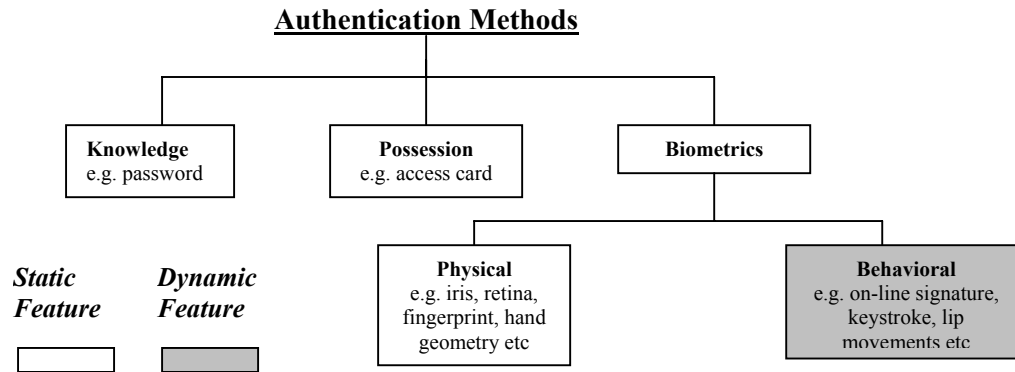 Authentication Methods
Knowledge
e.g. password
Possession
e.g. access card
Biometrics
Physical
e.g. iris, retina,
fingerprint, hand
geometry etc
Behavioral
e.g. on-line signature,
keystroke, lip
movements etc
Static
Feature
Dynamic
Feature